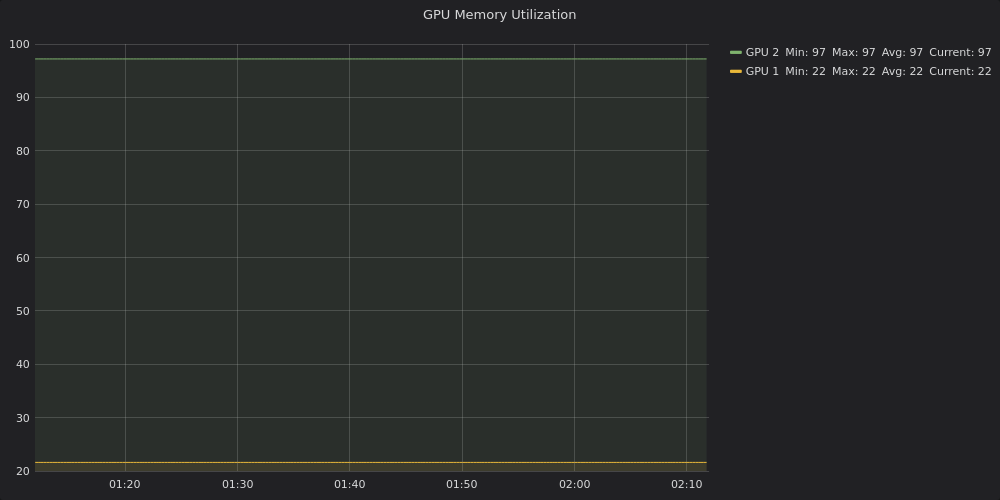 GPU Memory Utilization
100
90
80
70
60
50
40
30
20
01:20 01:30 01:40 01:50 02:00 02:10
GPU 2 Min: 97 Max: 97 Avg: 97 Current: 97
GPU 1 Min: 22 Max: 22 Avg: 22 Current: 22